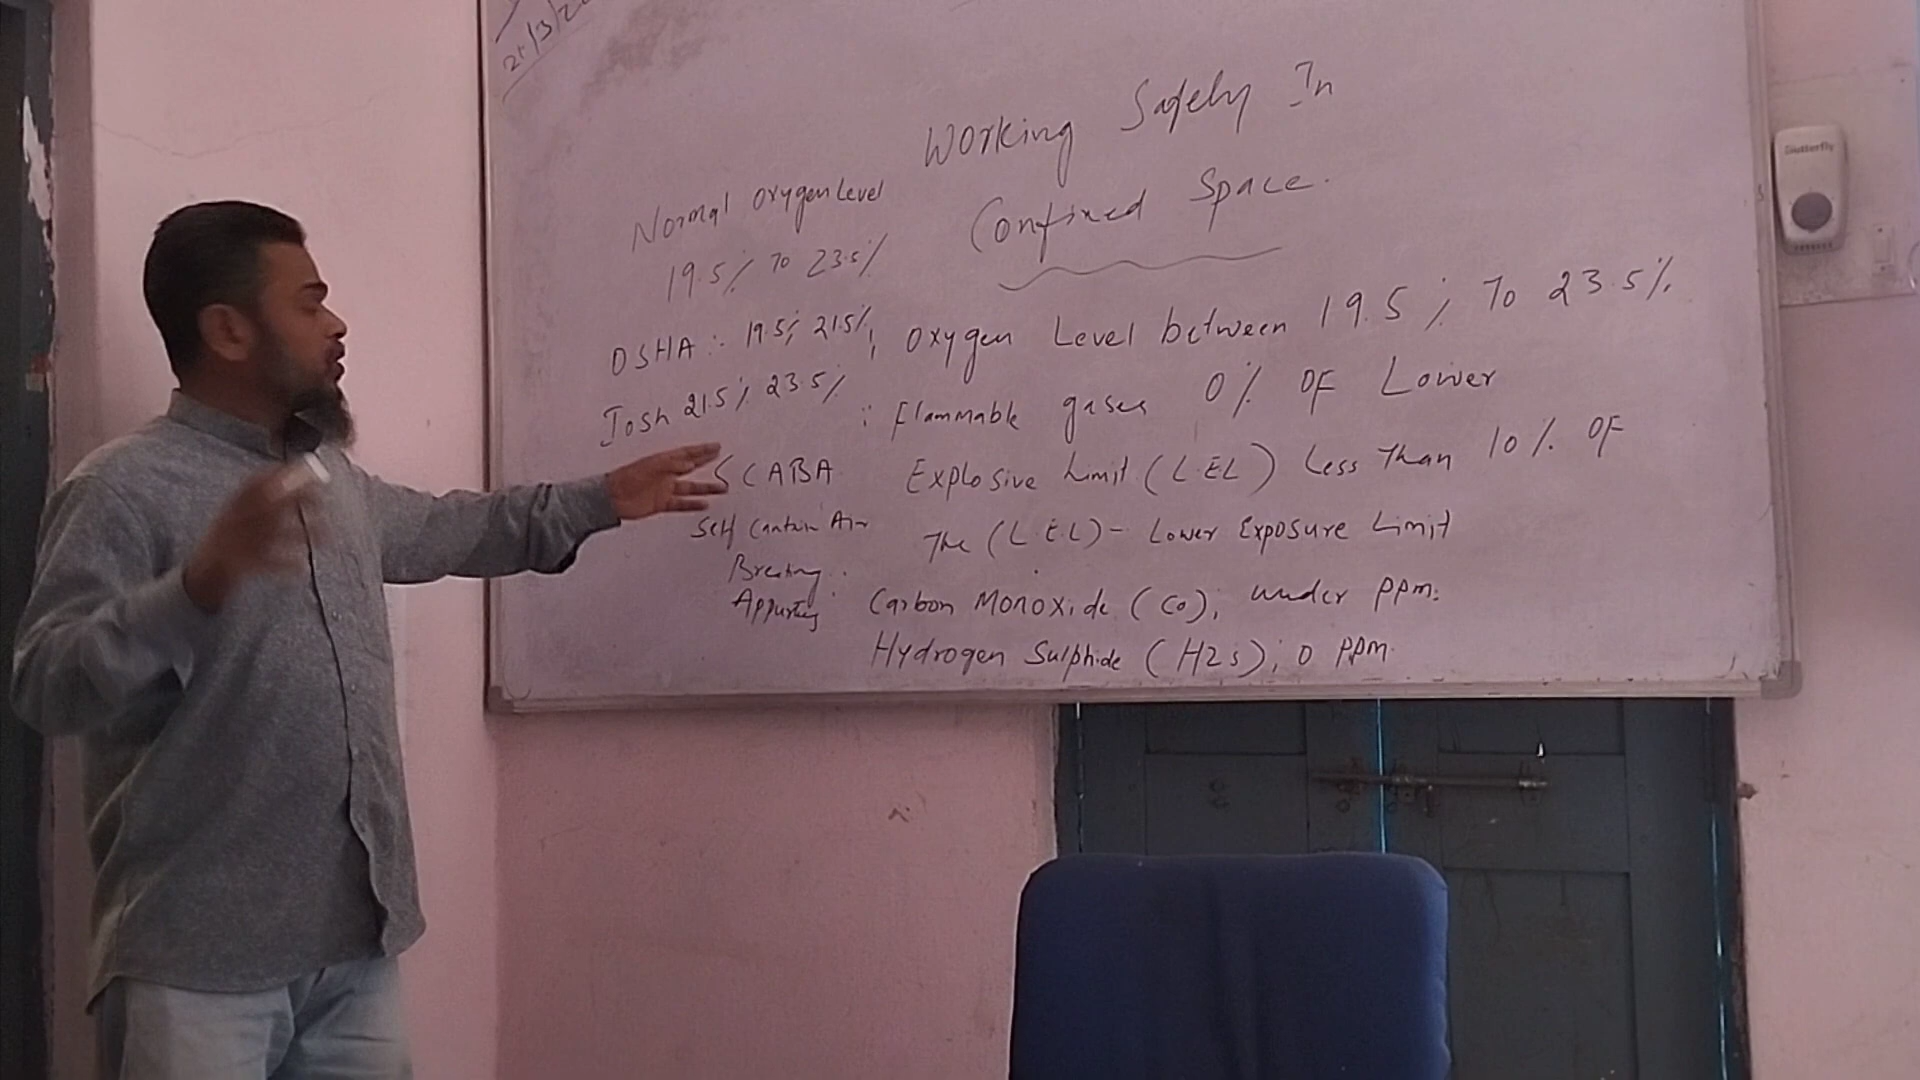 Working Safely In
Confined Space.
Normal Oxygen Level
19.5% To 23.5%
OSHA :- 19.5% 21.5%
Josh 21.5% 23.5%
SCABA
Self Contain Air
Appurtes
Oxygen Level between 19.5% To 23.5%
Flammable gases 0% OF Lower
Explosive Limit (LEL) Less Than 10% OF
The (L.E.L) - Lower Exposure Limit
Carbon Monoxide (CO); under PPm.
Hydrogen Sulphide (H2S); 0 PPm.
Butterfly